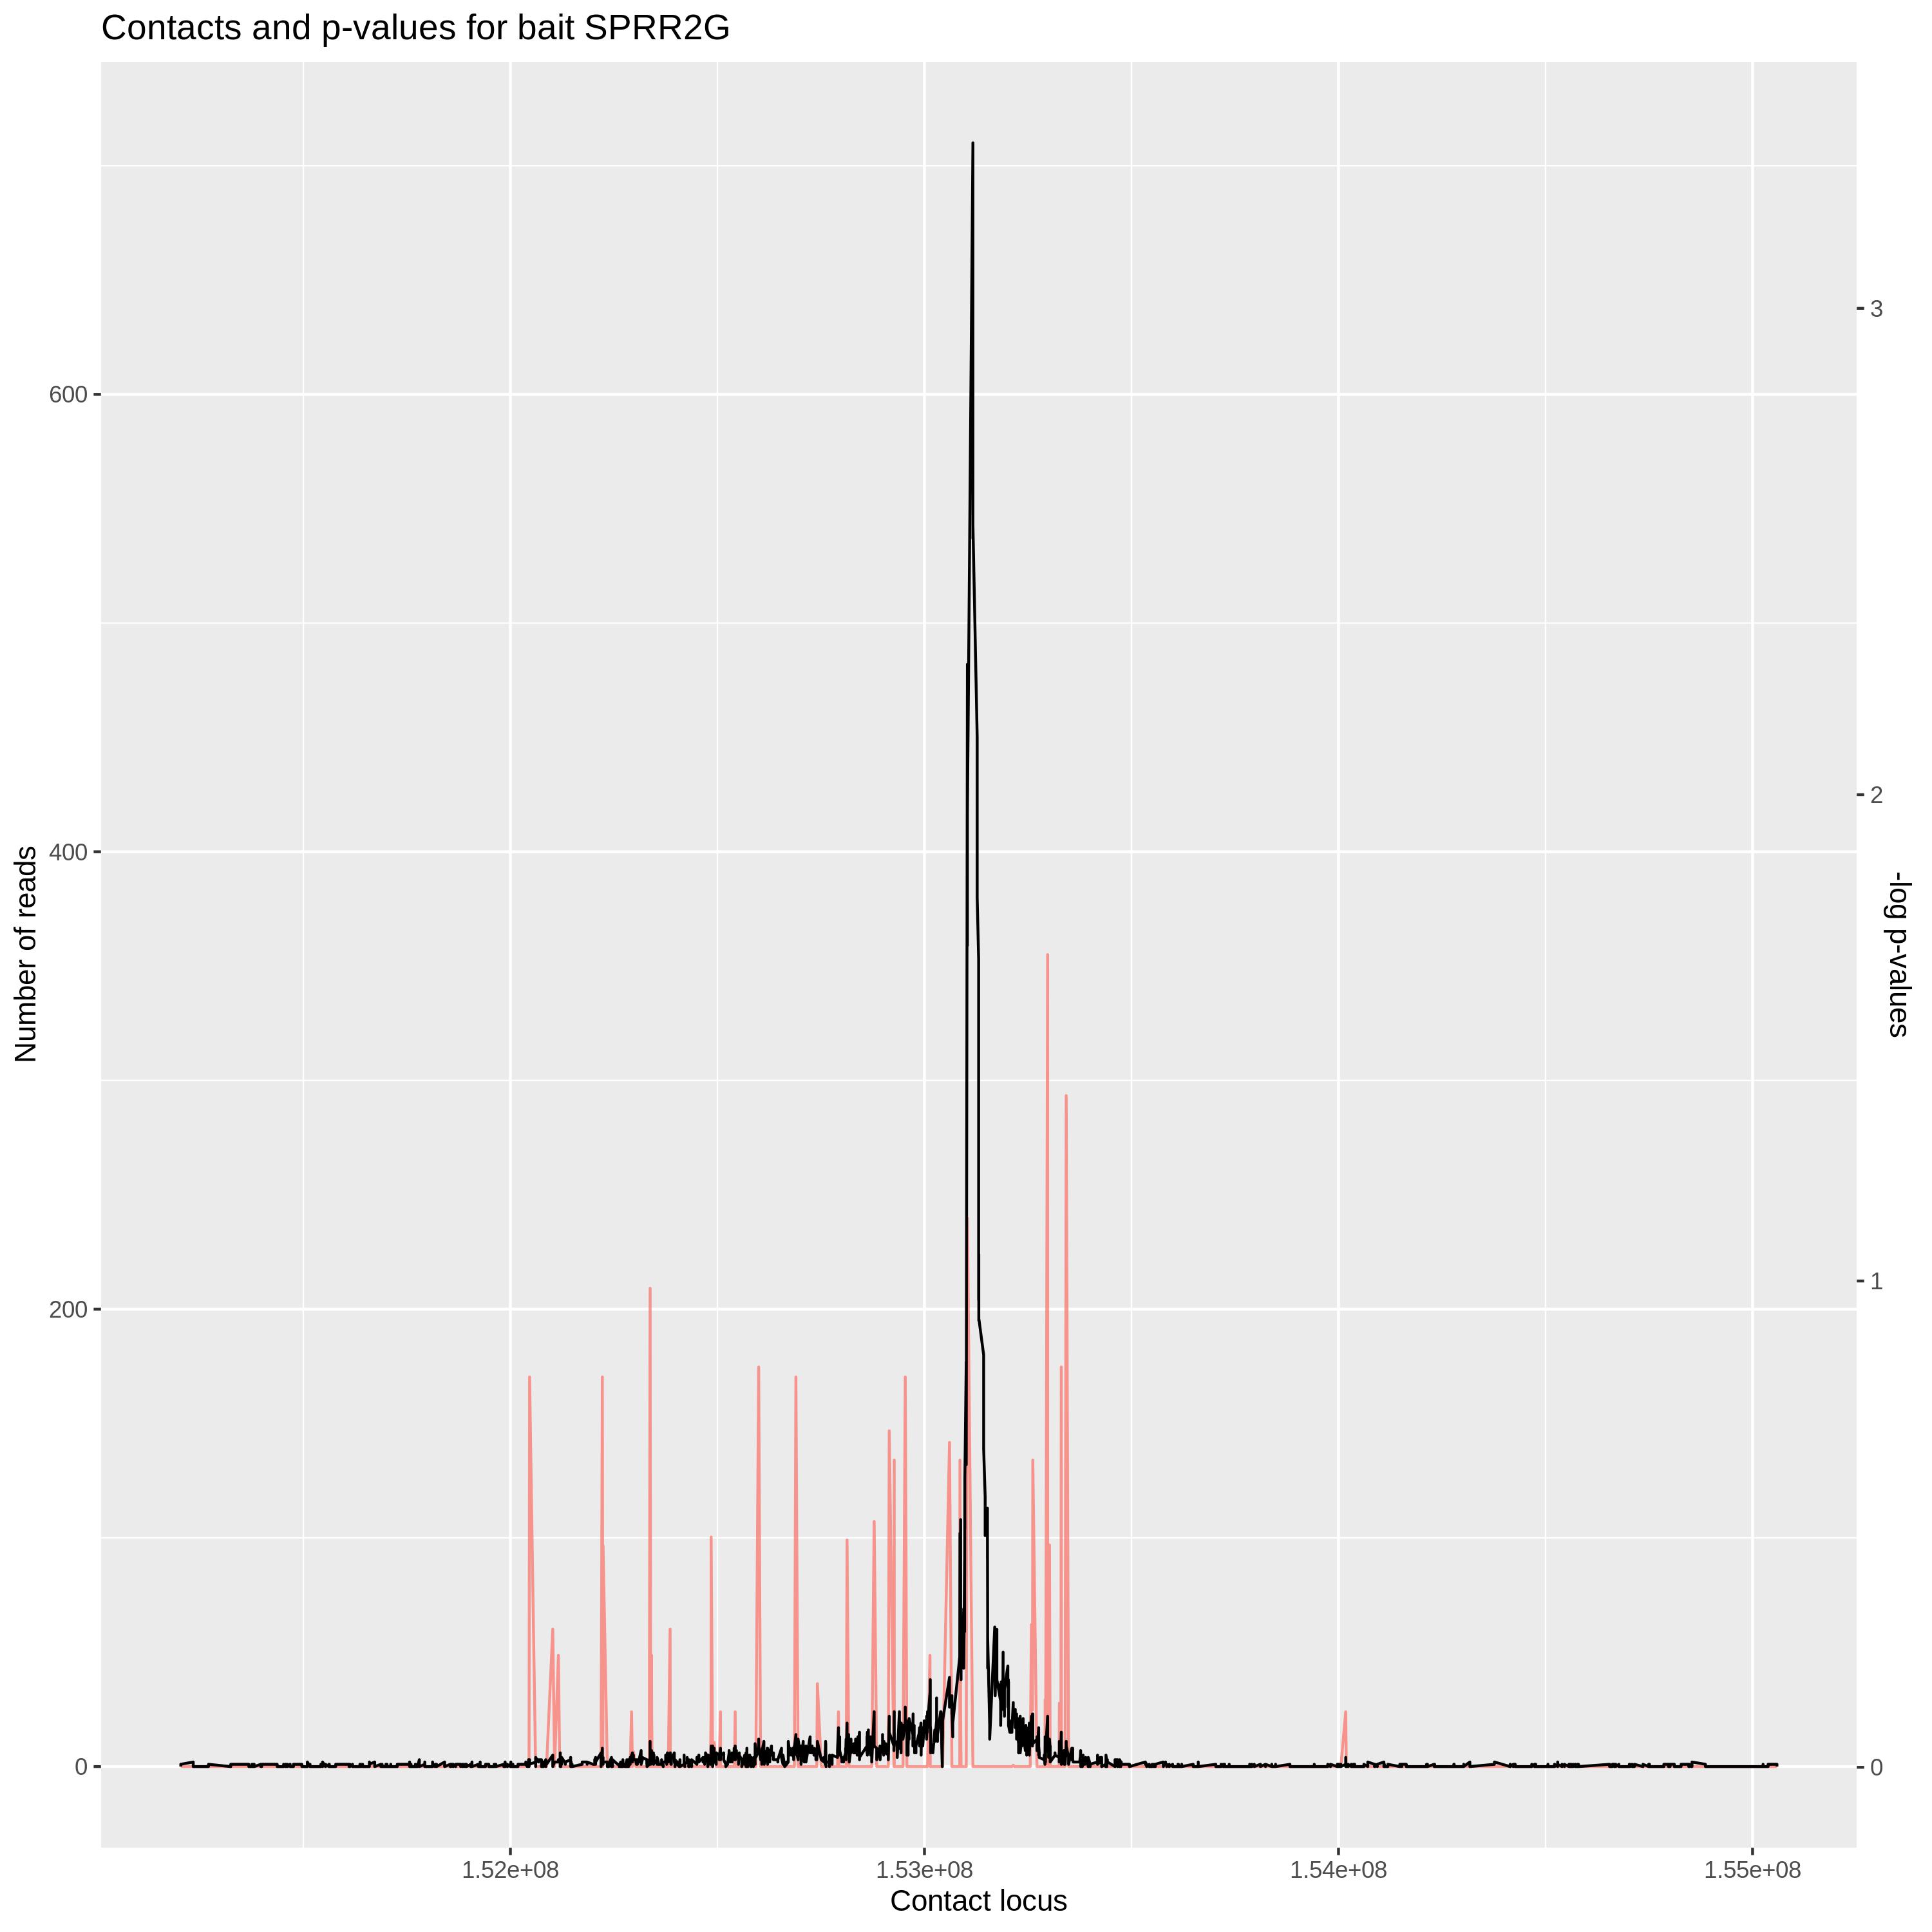 Contacts and p-values for bait SPRR2G
Number of reads
600
400
200
0
3
2
1
0
-log p-values
1.52e+08 1.53e+08 1.54e+08 1.55e+08
Contact locus